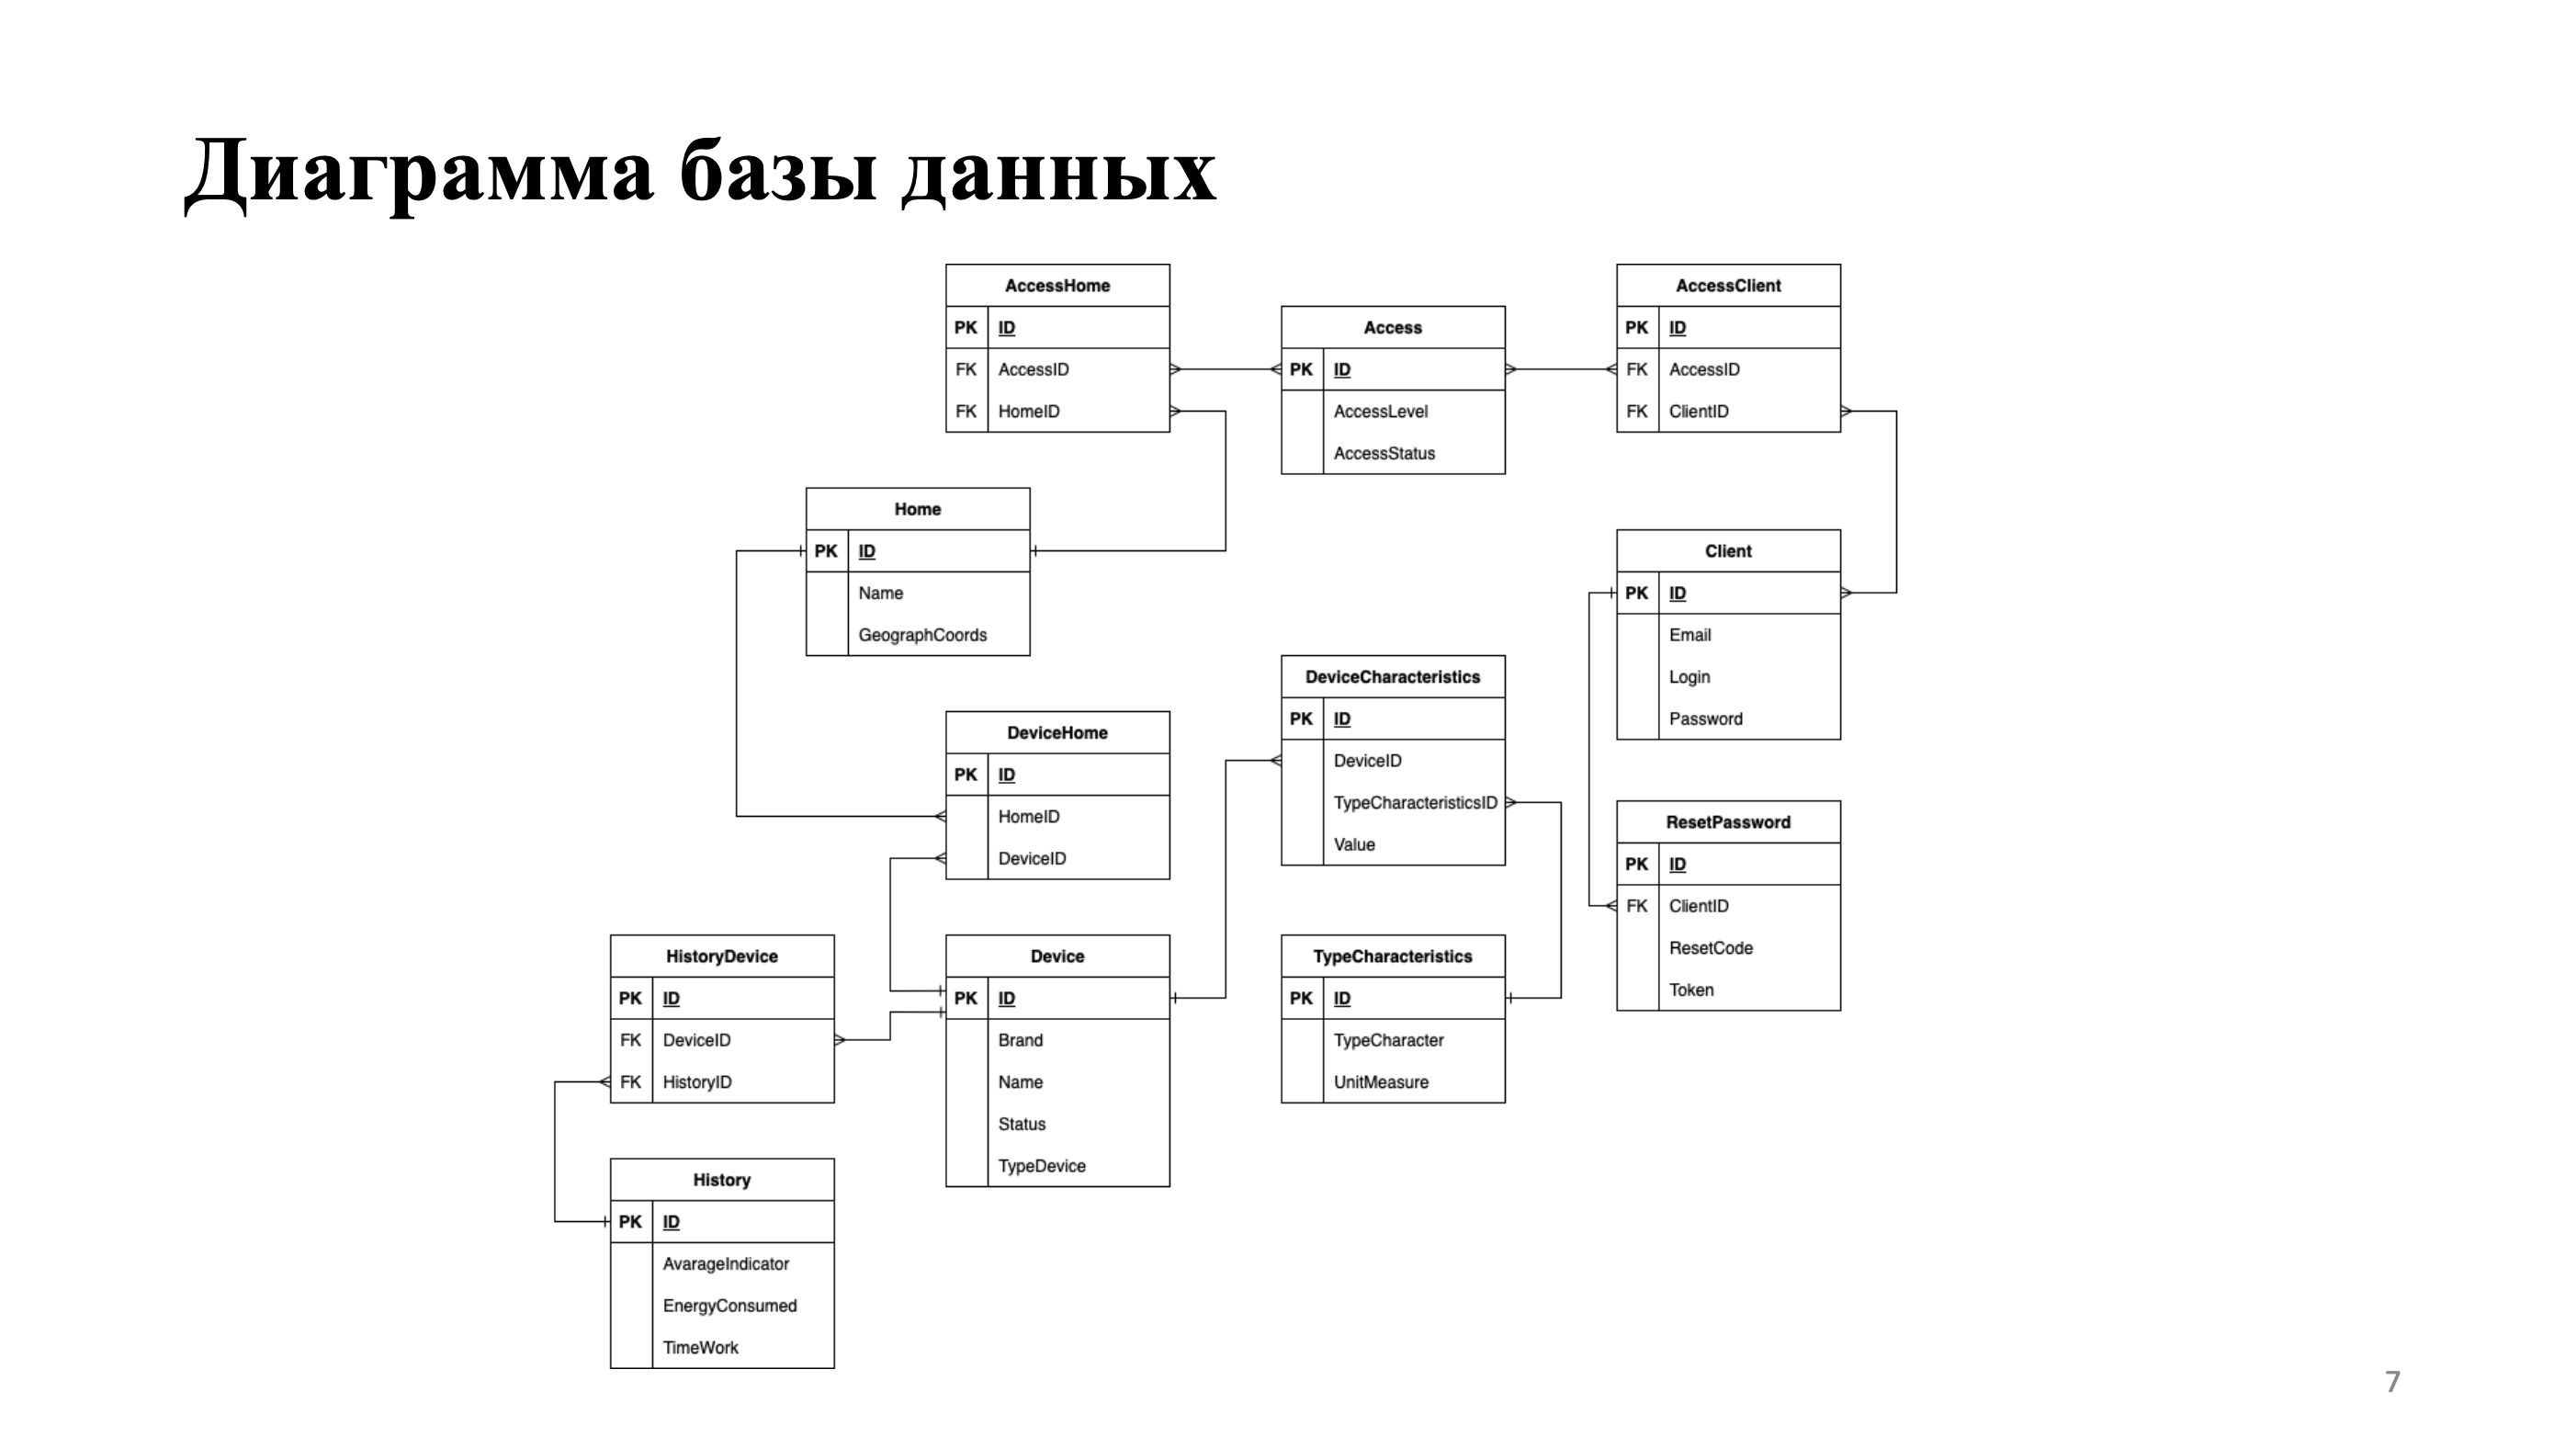 Диаграмма базы данных
AccessHome
PK ID
FK AccessID
FK HomeID
Access
PK ID
AccessLevel
AccessStatus
AccessClient
PK ID
FK AccessID
FK ClientID
Home
PK ID
Name
GeographCoords
Client
PK ID
Email
Login
Password
DeviceCharacteristics
PK ID
DeviceID
TypeCharacteristicsID
Value
DeviceHome
PK ID
HomeID
DeviceID
ResetPassword
PK ID
FK ClientID
ResetCode
Token
HistoryDevice
PK ID
FK DeviceID
FK HistoryID
Device
PK ID
Brand
Name
Status
TypeDevice
TypeCharacteristics
PK ID
TypeCharacter
UnitMeasure
History
PK ID
AvarageIndicator
EnergyConsumed
TimeWork
7